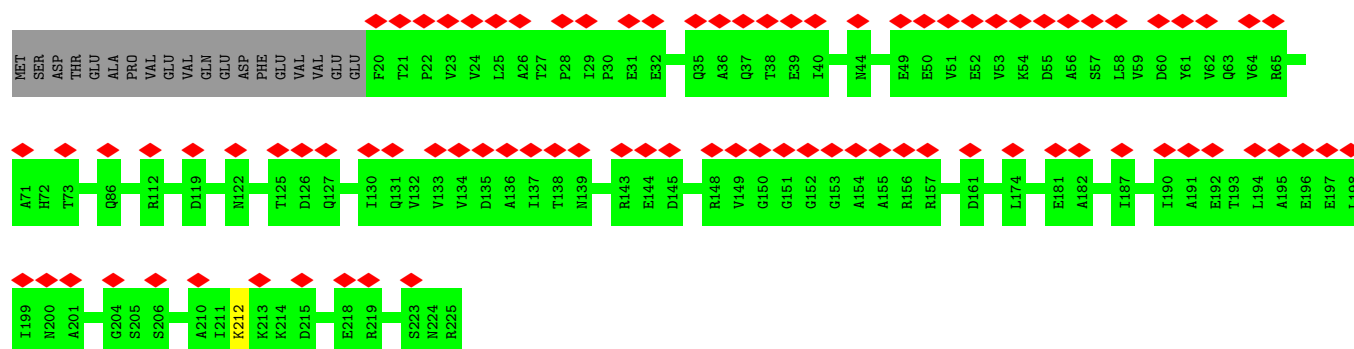 MET SER ASP THR GLU ALA PRO VAL GLU VAL GLN GLU ASP PHE GLU VAL VAL GLU GLU F20 T21 P22 V23 V24 L25 A26 T27 P28 I29 P30 E31 E32 Q35 A36 Q37 T38 E39 I40 N44 E49 E50 V51 E52 V53 K54 D55 A56 S57 L58 V59 D60 Y61 V62 Q63 V64 R65
A71 H72 T73 Q86 R112 D119 N122 T125 D126 Q127 I130 Q131 V132 V133 V134 D135 A136 I137 T138 N139 R143 E144 D145 R148 V149 G150 G151 G152 G153 A154 A155 R156 R157 D161 L174 E181 A182 I187 I190 A191 E192 T193 L194 A195 E196 E197 L198
I199 N200 A201 G204 S205 S206 A210 I211 K212 K213 K214 D215 E218 R219 S223 N224 R225